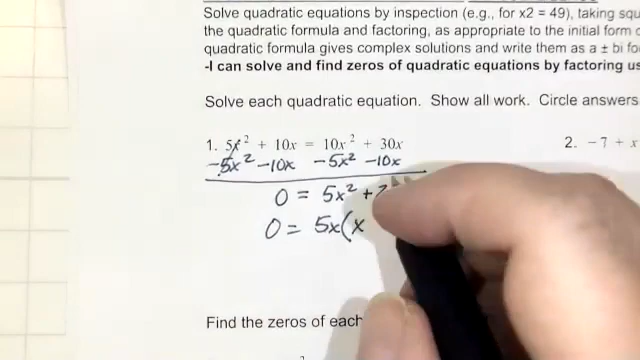 Solve quadratic equations by inspection (e.g., for x2 = 49), taking
the quadratic formula and factoring, as appropriate to the initial form
quadratic formula gives complex solutions and write them as a ± bi
-I can solve and find zeros of quadratic equations by factoring
Solve each quadratic equation. Show all work. Circle answers
1. 5x² + 10x = 10x² + 30x
2. −7 + x
−5x² −10x −5x² −10x
0 = 5x² +
0 = 5x(x
Find the zeros of each